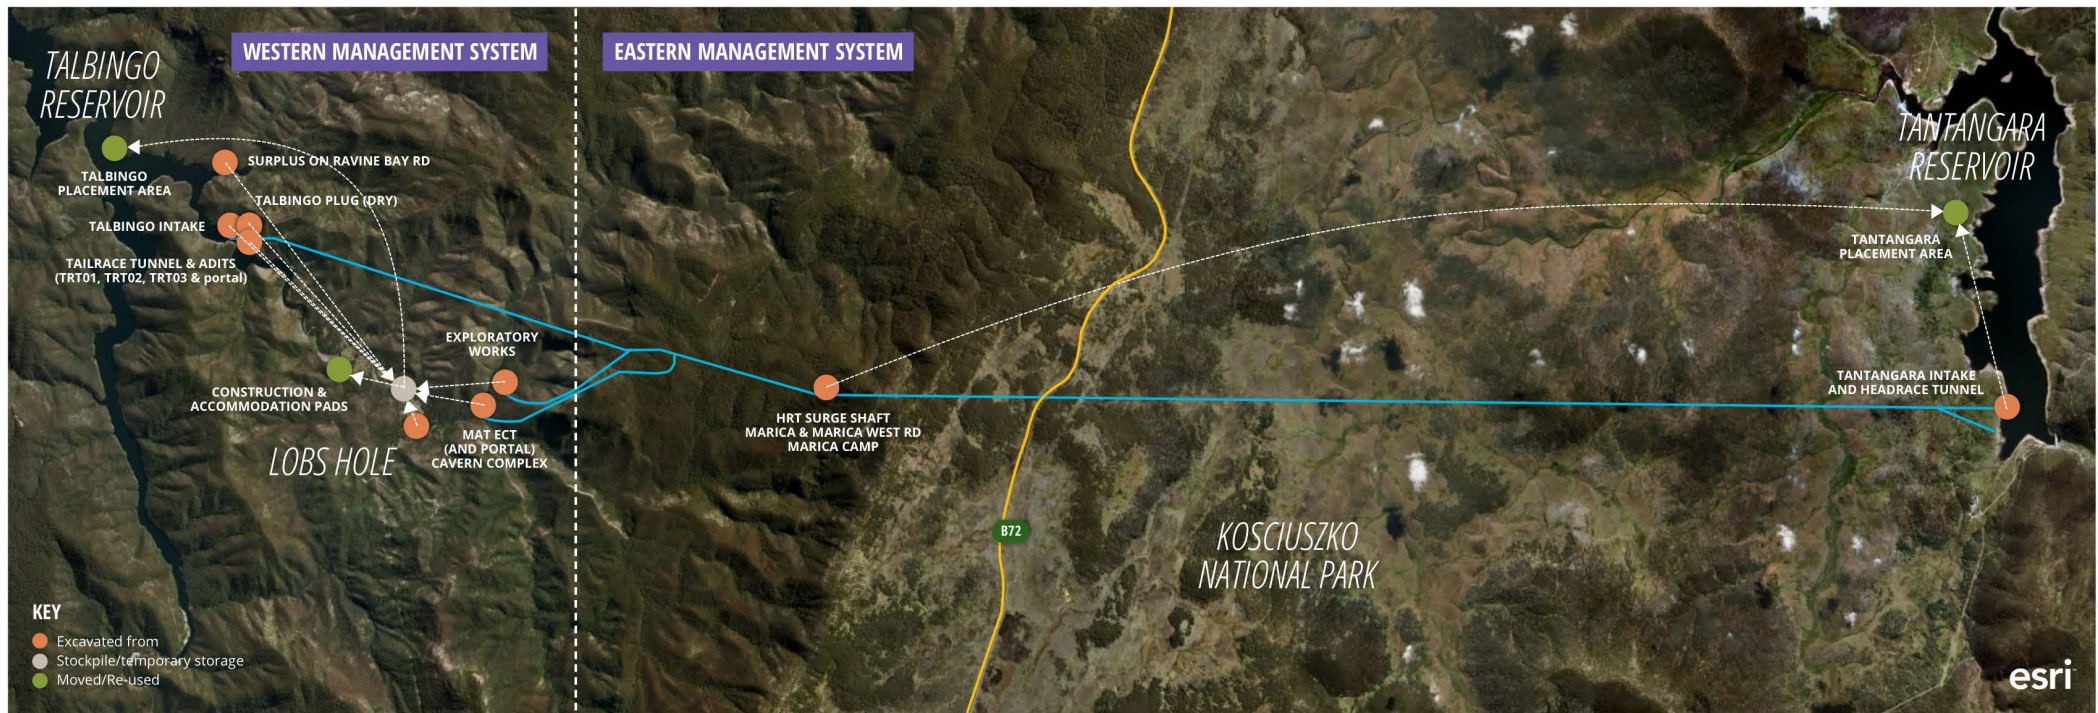 WESTERN MANAGEMENT SYSTEM
EASTERN MANAGEMENT SYSTEM
TALBINGO
RESERVOIR
SURPLUS ON RAVINE BAY RD
TALBINGO
PLACEMENT AREA
TALBINGO PLUG (DRY)
TALBINGO INTAKE
TAILRACE TUNNEL & ADITS
(TRT01, TRT02, TRT03 & portal)
EXPLORATORY
WORKS
CONSTRUCTION &
ACCOMMODATION PADS
MAT ECT
(AND PORTAL)
CAVERN COMPLEX
LOBS HOLE
HRT SURGE SHAFT
MARICA & MARICA WEST RD
MARICA CAMP
B72
KOSCIUSZKO
NATIONAL PARK
TANTANGARA
RESERVOIR
TANTANGARA
PLACEMENT AREA
TANTANGARA INTAKE
AND HEADRACE TUNNEL
KEY
Excavated from
Stockpile/temporary storage
Moved/Re-used
esri